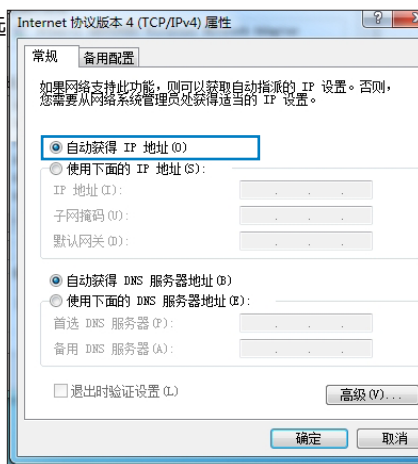 Internet 协议版本 4 (TCP/IPv4) 属性
常规 备用配置
如果网络支持此功能，则可以获取自动指派的 IP 设置。否则，
您需要从网络系统管理员处获得适当的 IP 设置。
自动获得 IP 地址(O)
使用下面的 IP 地址(S):
IP 地址(I):
子网掩码(U):
默认网关(D):
自动获得 DNS 服务器地址(B)
使用下面的 DNS 服务器地址(E):
首选 DNS 服务器(P):
备用 DNS 服务器(A):
退出时验证设置(L)
高级(V)...
确定 取消